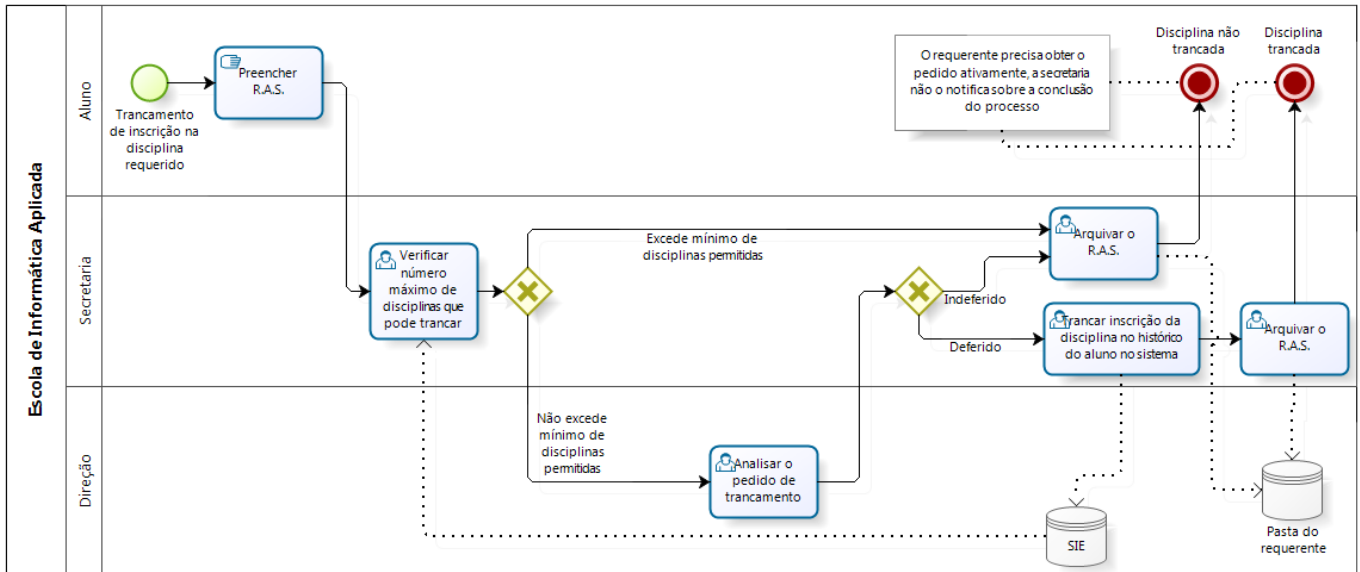 Escola de Informática Aplicada
Aluno
Trancamento
de inscrição na
disciplina
requerido
Preencher
R.A.S.
O requerente precisa obter o
pedido ativamente, a secretaria
não o notifica sobre a conclusão
do processo
Disciplina não
trancada
Disciplina
trancada
Secretaria
Verificar
número
máximo de
disciplinas que
pode trancar
Excede mínimo de
disciplinas permitidas
Arquivar o
R.A.S.
Indeferido
Deferido
Trancar inscrição da
disciplina no histórico
do aluno no sistema
Arquivar o
R.A.S.
Direção
Não excede
mínimo de
disciplinas
permitidas
Analisar o
pedido de
trancamento
SIE
Pasta do
requerente